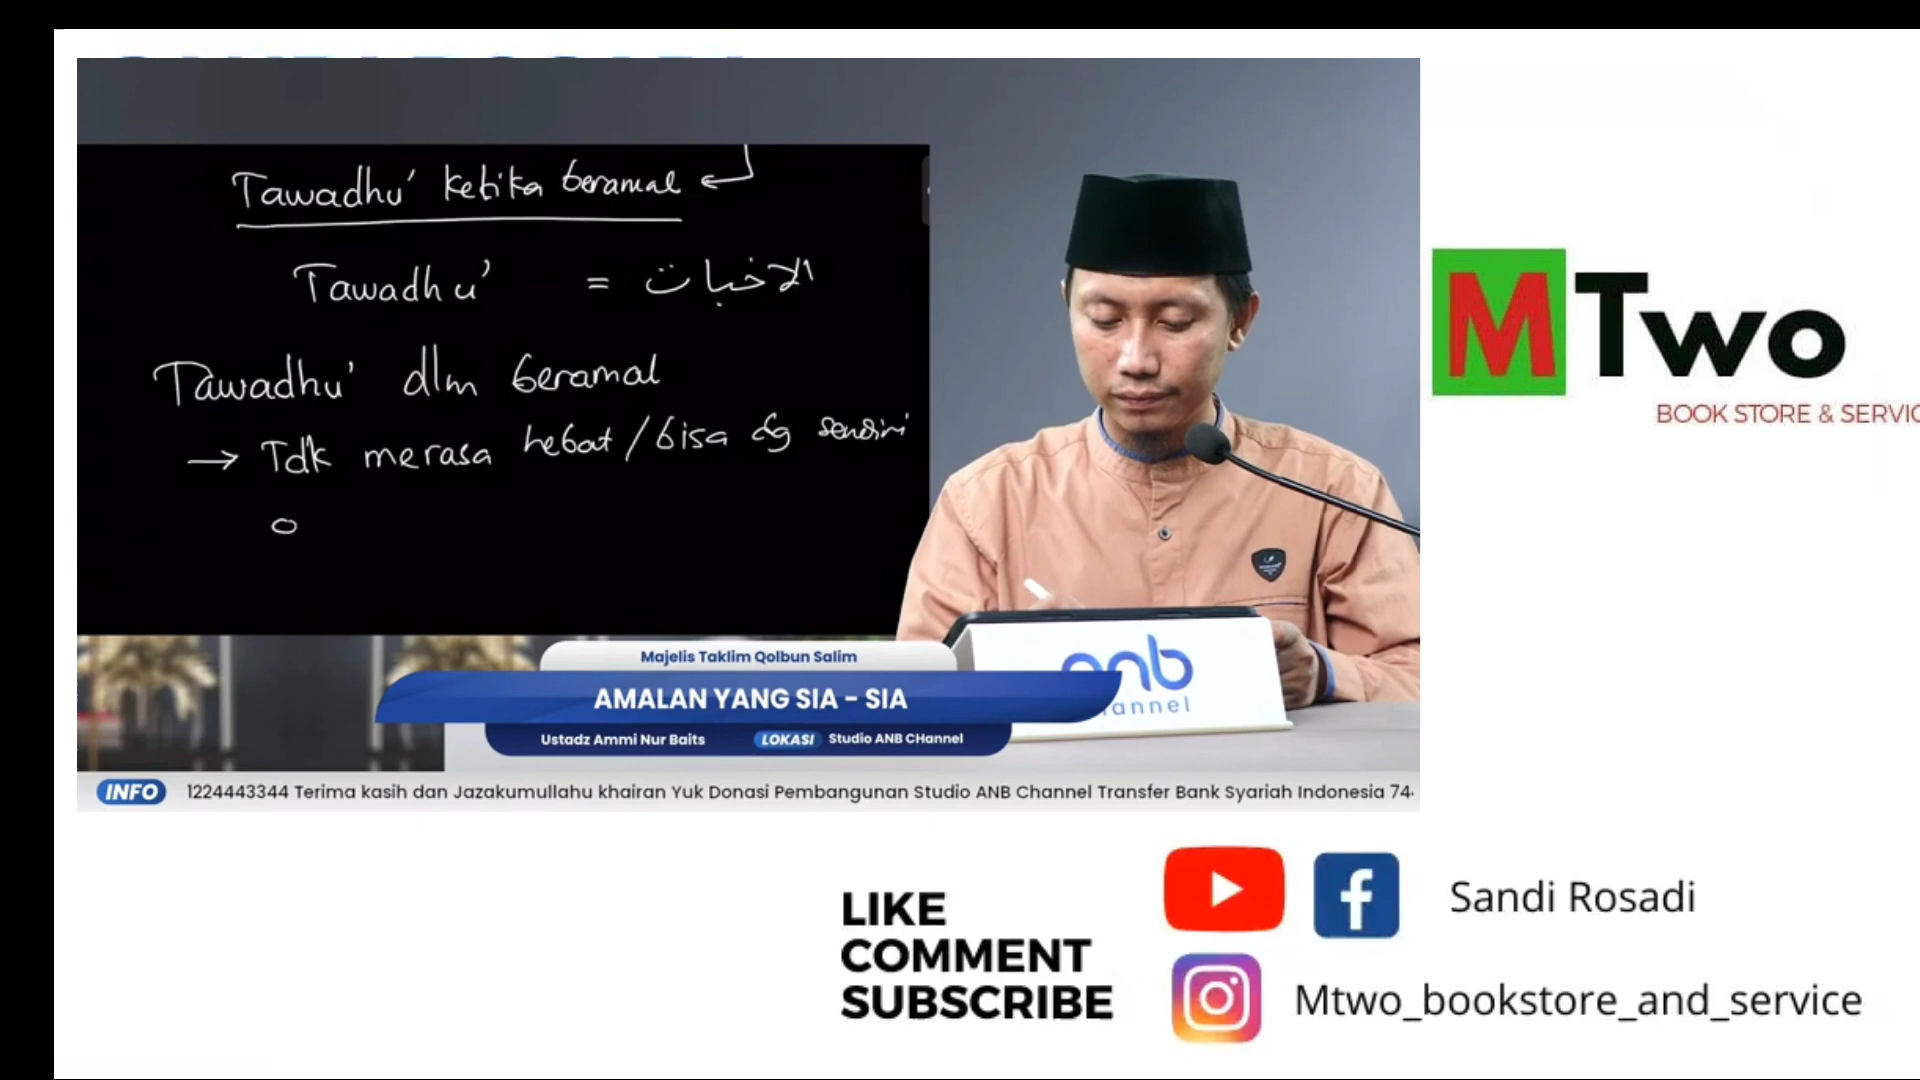 Tawadhu' ketika beramal
Tawadhu' = الاخبات
Tawadhu' dlm beramal
→ Tdk merasa hebat/bisa dg sendiri
Majelis Taklim Qolbun Salim
AMALAN YANG SIA - SIA
Ustadz Ammi Nur Baits LOKASI Studio ANB CHannel
anb
annel
INFO 1224443344 Terima kasih dan Jazakumullahu khairan Yuk Donasi Pembangunan Studio ANB Channel Transfer Bank Syariah Indonesia 74
MTwo
BOOK STORE & SERVIC
LIKE
COMMENT
SUBSCRIBE
Sandi Rosadi
Mtwo_bookstore_and_service